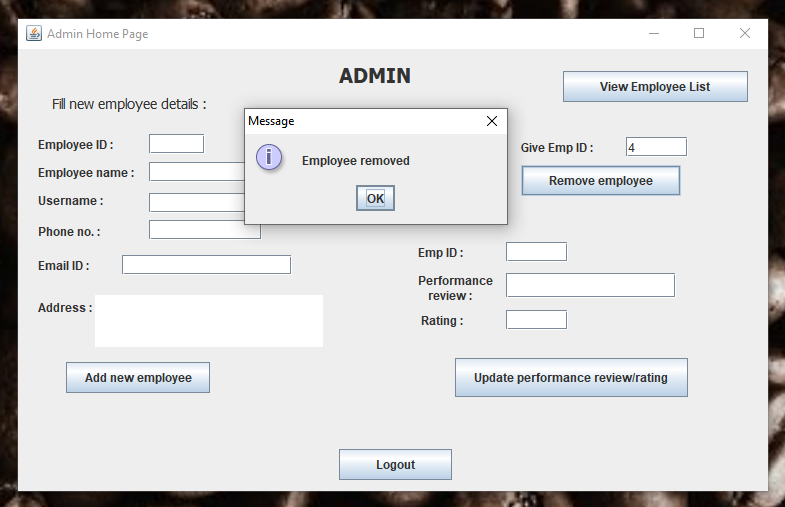 Admin Home Page
ADMIN
View Employee List
Fill new employee details :
Message
Employee removed
OK
Employee ID :
Employee name :
Username :
Phone no. :
Email ID :
Address :
Add new employee
Give Emp ID :
4
Remove employee
Emp ID :
Performance
review :
Rating :
Update performance review/rating
Logout